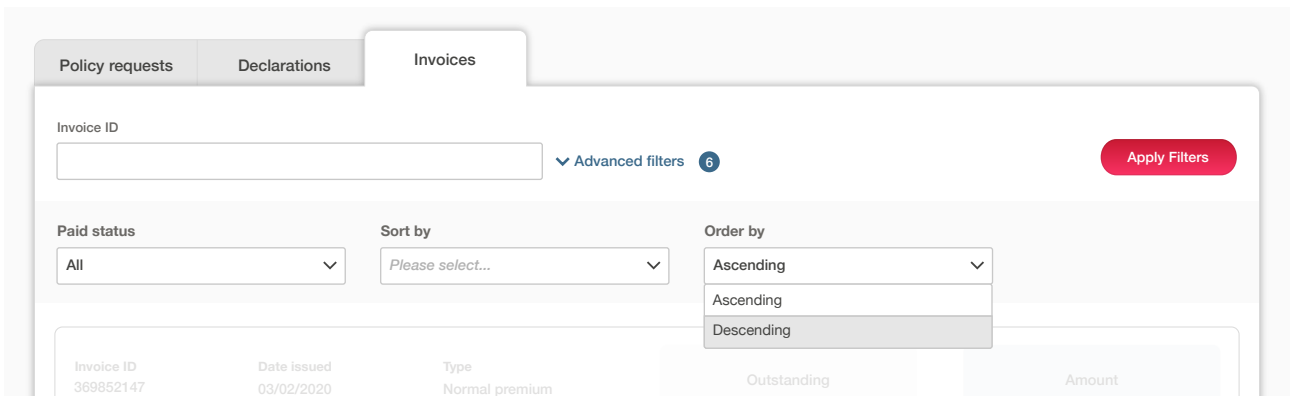 Policy requests
Declarations
Invoices
Invoice ID
Advanced filters 6
Apply Filters
Paid status
Sort by
Order by
All
Please select...
Ascending
Ascending
Descending
Invoice ID
Date issued
Type
369852147
03/02/2020
Normal premium
Outstanding
Amount